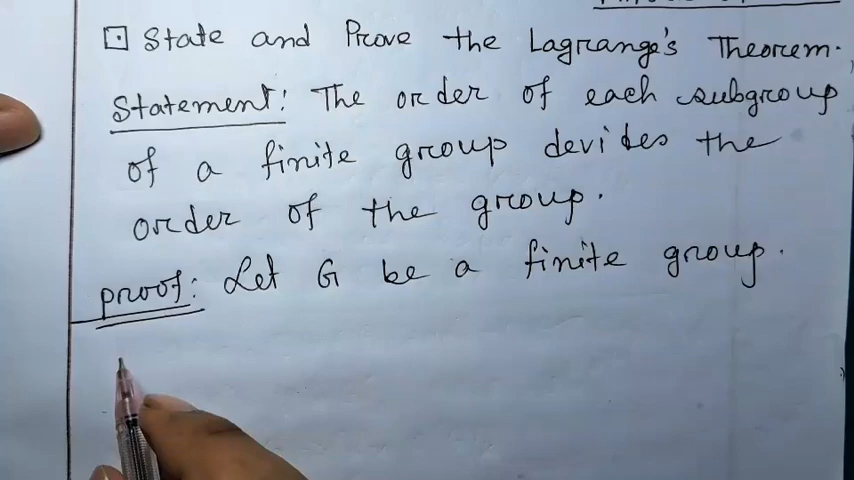 State and Prove the Lagrange's Theorem.
Statement: The order of each subgroup
of a finite group devides the
order of the group.
Proof: Let G be a finite group.